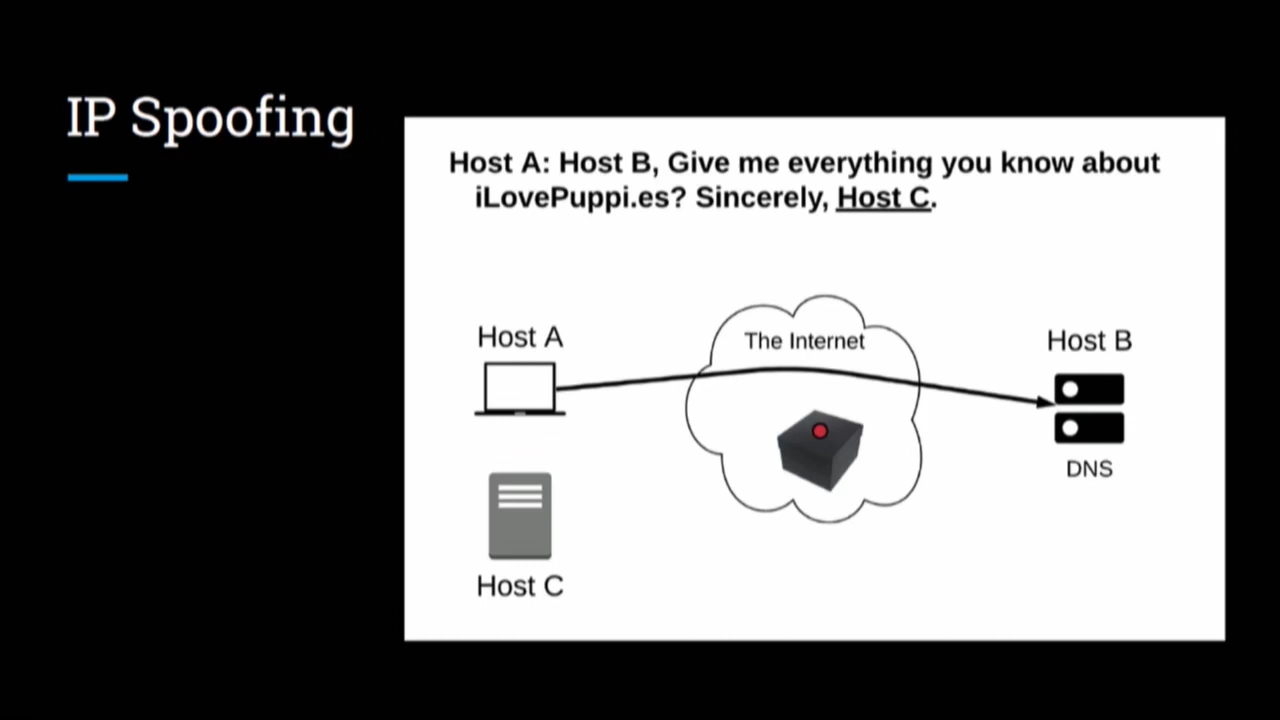 IP Spoofing
Host A: Host B, Give me everything you know about
iLovePuppi.es? Sincerely, Host C.
The Internet
Host A
Host B
DNS
Host C